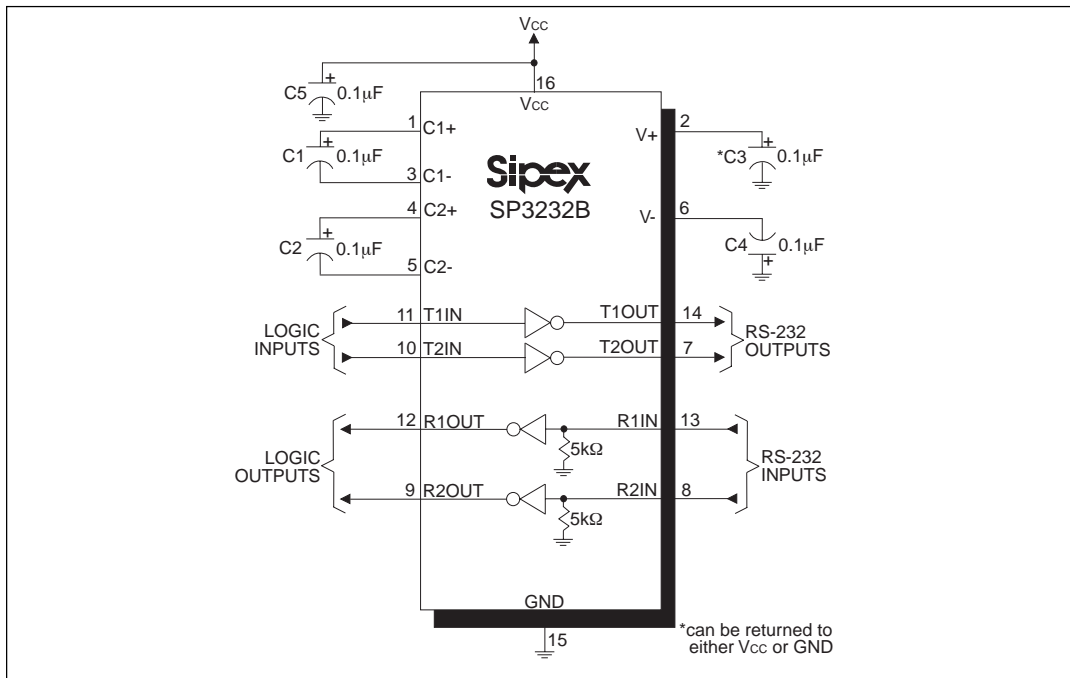 VCC
C5
+
0.1µF
16
VCC
1
C1+
V+
2
C1
+
0.1µF
*C3
+
0.1µF
Sipex
SP3232B
3
C1-
4
C2+
V-
6
C2
+
0.1µF
C4
0.1µF
+
5
C2-
LOGIC
INPUTS
11
T1IN
T1OUT
14
RS-232
OUTPUTS
10
T2IN
T2OUT
7
LOGIC
OUTPUTS
12
R1OUT
R1IN
13
RS-232
INPUTS
5kΩ
9
R2OUT
R2IN
8
5kΩ
GND
15
*can be returned to
either VCC or GND